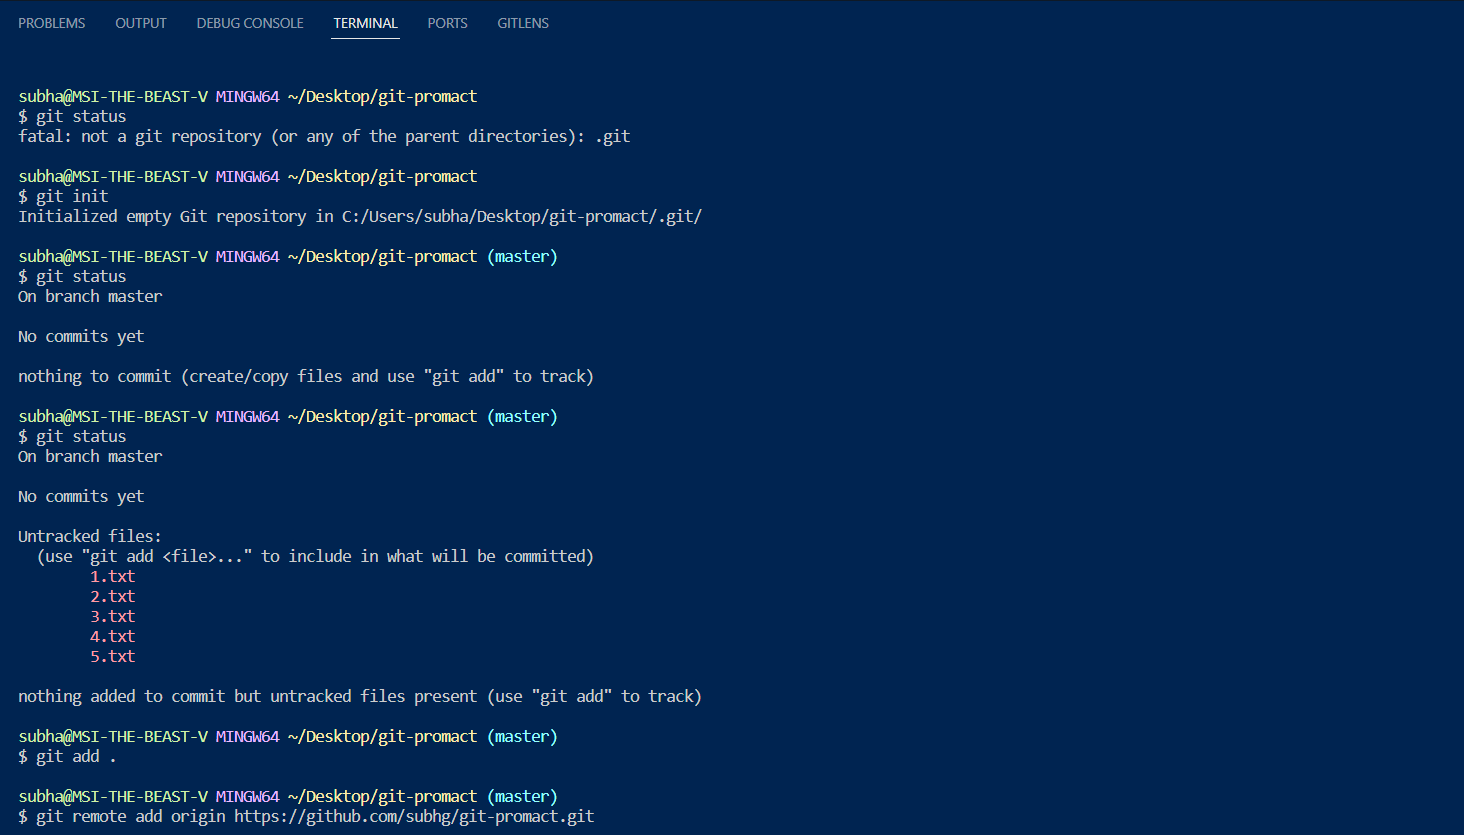 PROBLEMS OUTPUT DEBUG CONSOLE TERMINAL PORTS GITLENS
subha@MSI-THE-BEAST-V MINGW64 ~/Desktop/git-promact
$ git status
fatal: not a git repository (or any of the parent directories): .git
subha@MSI-THE-BEAST-V MINGW64 ~/Desktop/git-promact
$ git init
Initialized empty Git repository in C:/Users/subha/Desktop/git-promact/.git/
subha@MSI-THE-BEAST-V MINGW64 ~/Desktop/git-promact (master)
$ git status
On branch master
No commits yet
nothing to commit (create/copy files and use "git add" to track)
subha@MSI-THE-BEAST-V MINGW64 ~/Desktop/git-promact (master)
$ git status
On branch master
No commits yet
Untracked files:
  (use "git add <file>..." to include in what will be committed)
        1.txt
        2.txt
        3.txt
        4.txt
        5.txt
nothing added to commit but untracked files present (use "git add" to track)
subha@MSI-THE-BEAST-V MINGW64 ~/Desktop/git-promact (master)
$ git add .
subha@MSI-THE-BEAST-V MINGW64 ~/Desktop/git-promact (master)
$ git remote add origin https://github.com/subhg/git-promact.git